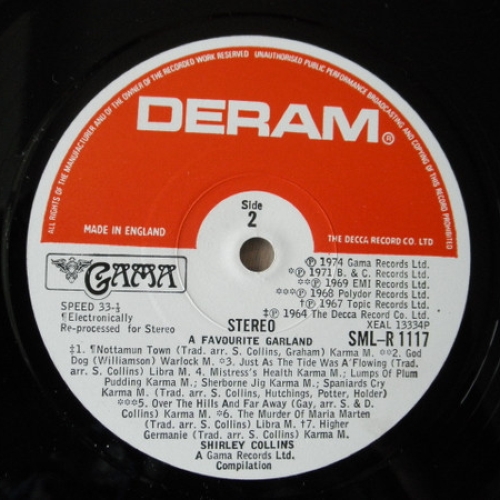 ALL RIGHTS OF THE MANUFACTURER AND OF THE OWNER OF THE RECORDED WORK RESERVED UNAUTHORISED PUBLIC PERFORMANCE BROADCASTING AND COPYING OF THIS RECORD PROHIBITED
DERAM®
Side
2
MADE IN ENGLAND
THE DECCA RECORD CO. LTD
GAMA
℗ 1974 Gama Records Ltd.
*℗ 1971 B. & C. Records Ltd.
**℗ 1969 EMI Records Ltd.
***℗ 1968 Polydor Records Ltd.
†℗ 1967 Topic Records Ltd.
‡℗ 1964 The Decca Record Co. Ltd.
SPEED 33-⅓
¶Electronically
Re-processed for Stereo
STEREO
XEAL 13334P
SML-R 1117
A FAVOURITE GARLAND
‡1. ¶Nottamun Town (Trad. arr. S. Collins, Graham) Karma M. **2. God
Dog (Williamson) Warlock M. *3. Just As The Tide Was A'Flowing (Trad.
arr. S. Collins) Libra M. 4. Mistress's Health Karma M.; Lumps Of Plum
Pudding Karma M.; Sherborne Jig Karma M.; Spaniards Cry
Karma M. (Trad. arr. S. Collins, Hutchings, Potter, Holder)
***5. Over The Hills And Far Away (Gay, arr. S. & D.
Collins) Karma M. *6. The Murder Of Maria Marten
(Trad. arr. S. Collins) Libra M. †7. Higher
Germanie (Trad. arr. S. Collins) Karma M.
SHIRLEY COLLINS
A Gama Records Ltd.
Compilation